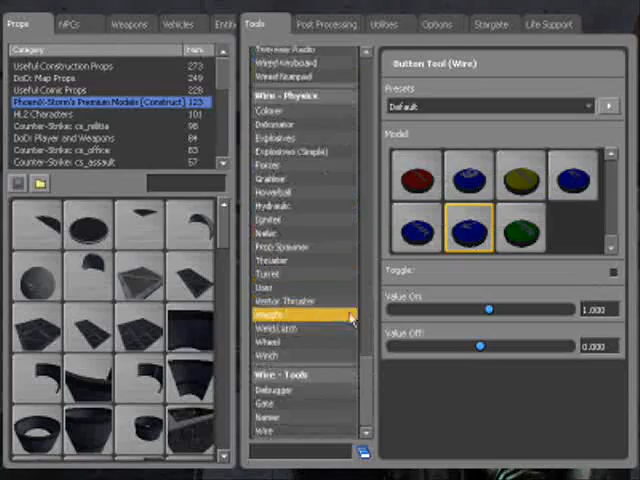 Props NPCs Weapons Vehicles Entit
Category Num.
Useful Construction Props 273
DoD: Map Props 249
Useful Comic Props 228
PhoeniX-Storm's Premium Models (Construct) 123
HL2 Characters 101
Counter-Strike: cs_militia 96
DoD: Player and Weapons 84
Counter-Strike: cs_office 83
Counter-Strike: cs_assault 57
Tools Post Processing Utilities Options Stargate Life Support
Wired Keyboard
Wired Numpad
Wire - Physics
Colorer
Detonator
Explosives
Explosives (Simple)
Forcer
Grabber
Hoverball
Hydraulic
Igniter
Nailer
Prop Spawner
Thruster
Turret
User
Vector Thruster
Weight
Weld/Latch
Wheel
Winch
Wire - Tools
Debugger
Gate
Namer
Wire
Button Tool (Wire)
Presets
Default
Model:
Toggle:
Value On: 1.000
Value Off: 0.000